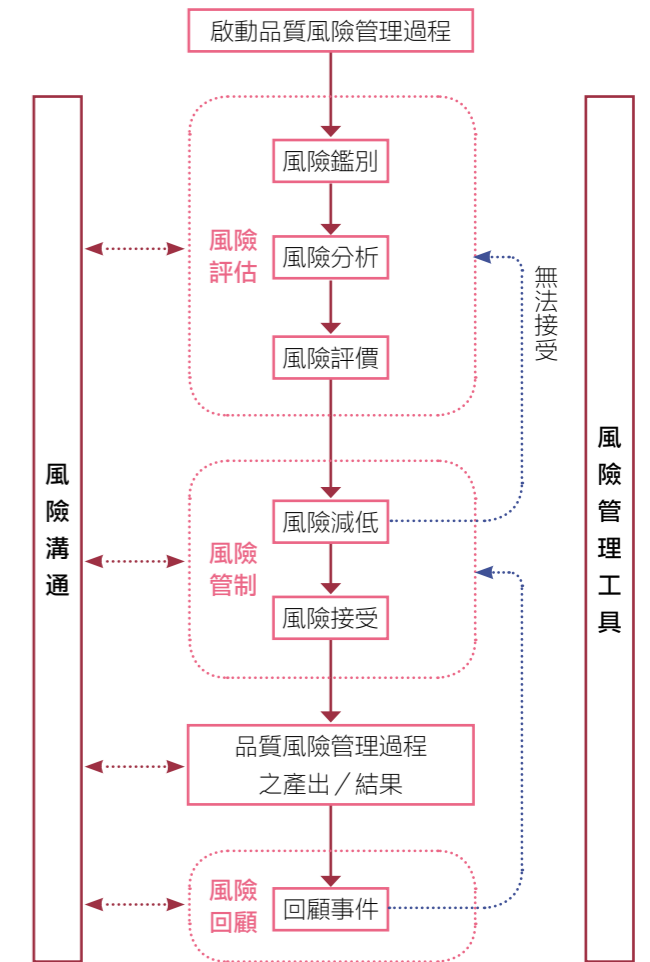 啟動品質風險管理過程
風險鑑別
風險
評估
風險分析
無法接受
風險評價
風險溝通
風險管理工具
風險減低
風險
管制
風險接受
品質風險管理過程
之產出／結果
風險
回顧
回顧事件